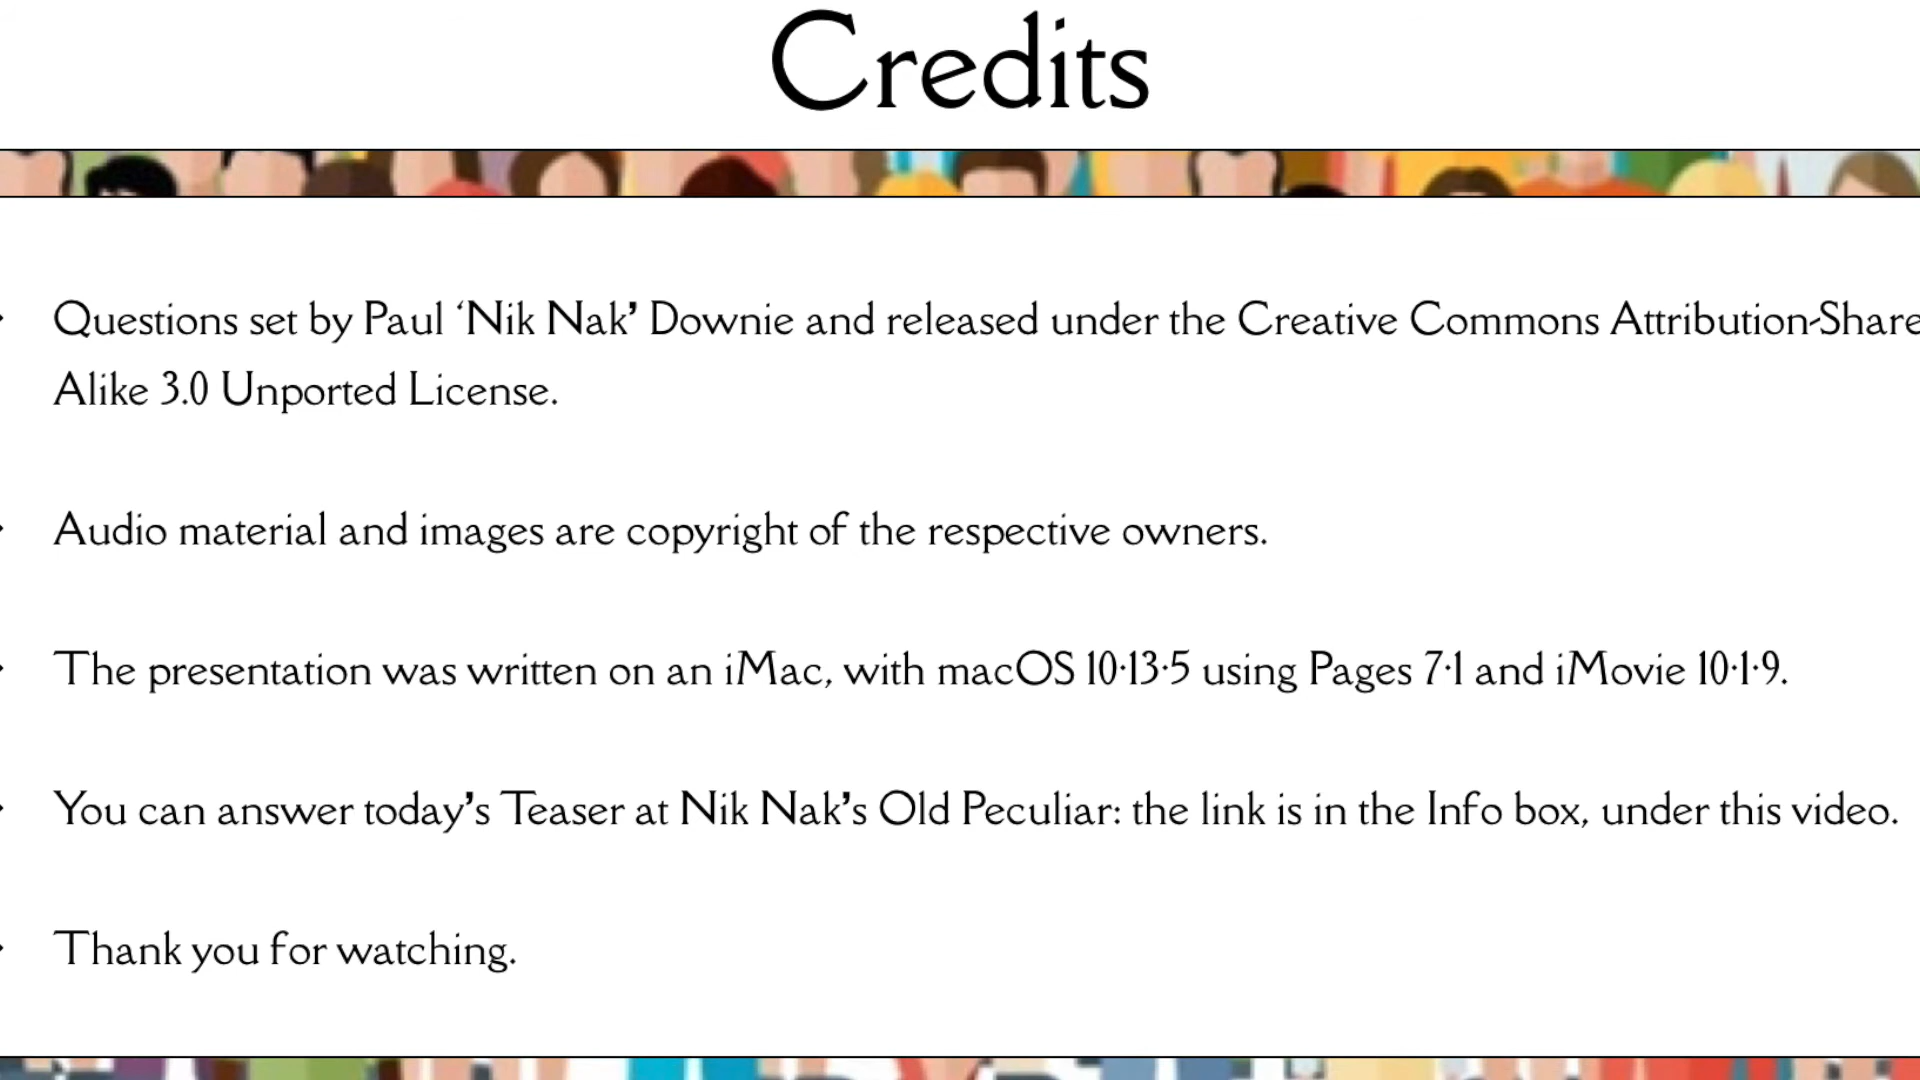 Credits
Questions set by Paul ‘Nik Nak’ Downie and released under the Creative Commons Attribution-Share
Alike 3.0 Unported License.
Audio material and images are copyright of the respective owners.
The presentation was written on an iMac, with macOS 10·13·5 using Pages 7·1 and iMovie 10·1·9.
You can answer today’s Teaser at Nik Nak’s Old Peculiar: the link is in the Info box, under this video.
Thank you for watching.